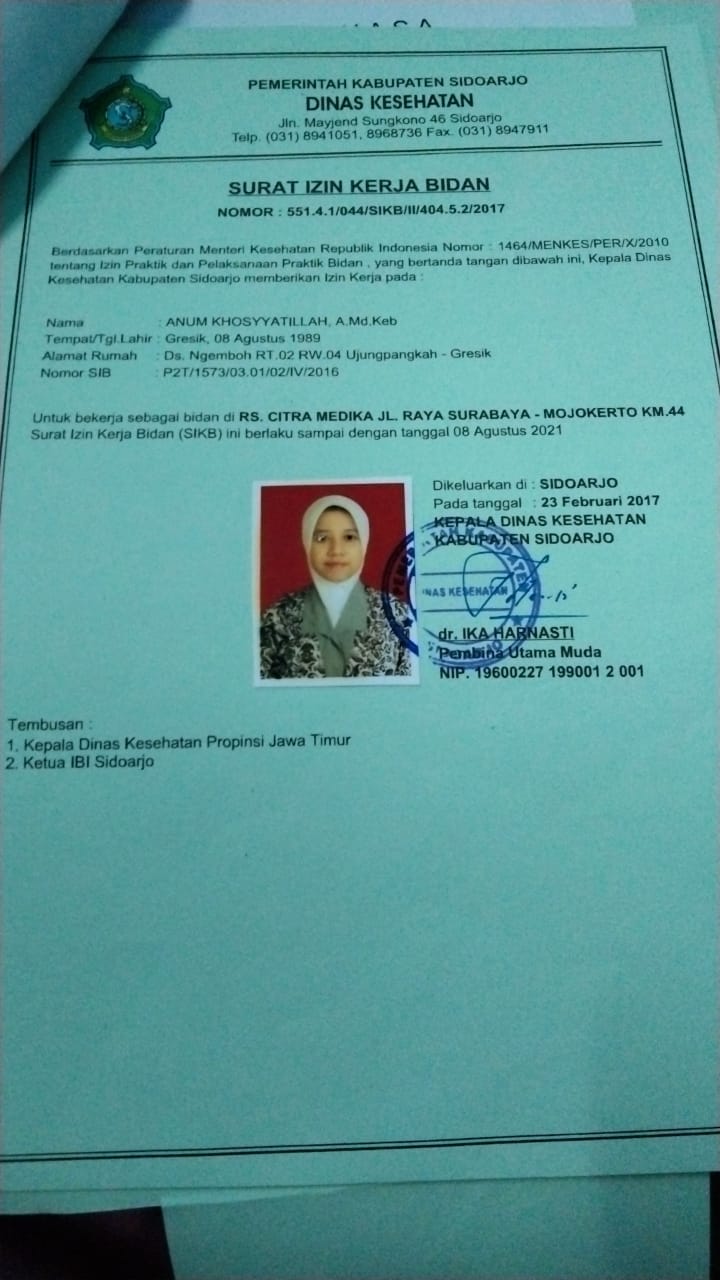 PEMERINTAH KABUPATEN SIDOARJO
DINAS KESEHATAN
Jln. Mayjend Sungkono 46 Sidoarjo
Telp. (031) 8941051, 8968736 Fax. (031) 8947911
SURAT IZIN KERJA BIDAN
NOMOR : 551.4.1/044/SIKB/II/404.5.2/2017
Berdasarkan Peraturan Menteri Kesehatan Republik Indonesia Nomor : 1464/MENKES/PER/X/2010
tentang Izin Praktik dan Pelaksanaan Praktik Bidan , yang bertanda tangan dibawah ini, Kepala Dinas
Kesehatan Kabupaten Sidoarjo memberikan Izin Kerja pada :
Nama : ANUM KHOSYYATILLAH, A.Md.Keb
Tempat/Tgl.Lahir : Gresik, 08 Agustus 1989
Alamat Rumah : Ds. Ngemboh RT.02 RW.04 Ujungpangkah - Gresik
Nomor SIB : P2T/1573/03.01/02/IV/2016
Untuk bekerja sebagai bidan di RS. CITRA MEDIKA JL. RAYA SURABAYA - MOJOKERTO KM.44
Surat Izin Kerja Bidan (SIKB) ini berlaku sampai dengan tanggal 08 Agustus 2021
Dikeluarkan di : SIDOARJO
Pada tanggal : 23 Februari 2017
KEPALA DINAS KESEHATAN
KABUPATEN SIDOARJO
DINAS KESEHATAN
dr. IKA HARNASTI
Pembina Utama Muda
NIP. 19600227 199001 2 001
Tembusan :
1. Kepala Dinas Kesehatan Propinsi Jawa Timur
2. Ketua IBI Sidoarjo